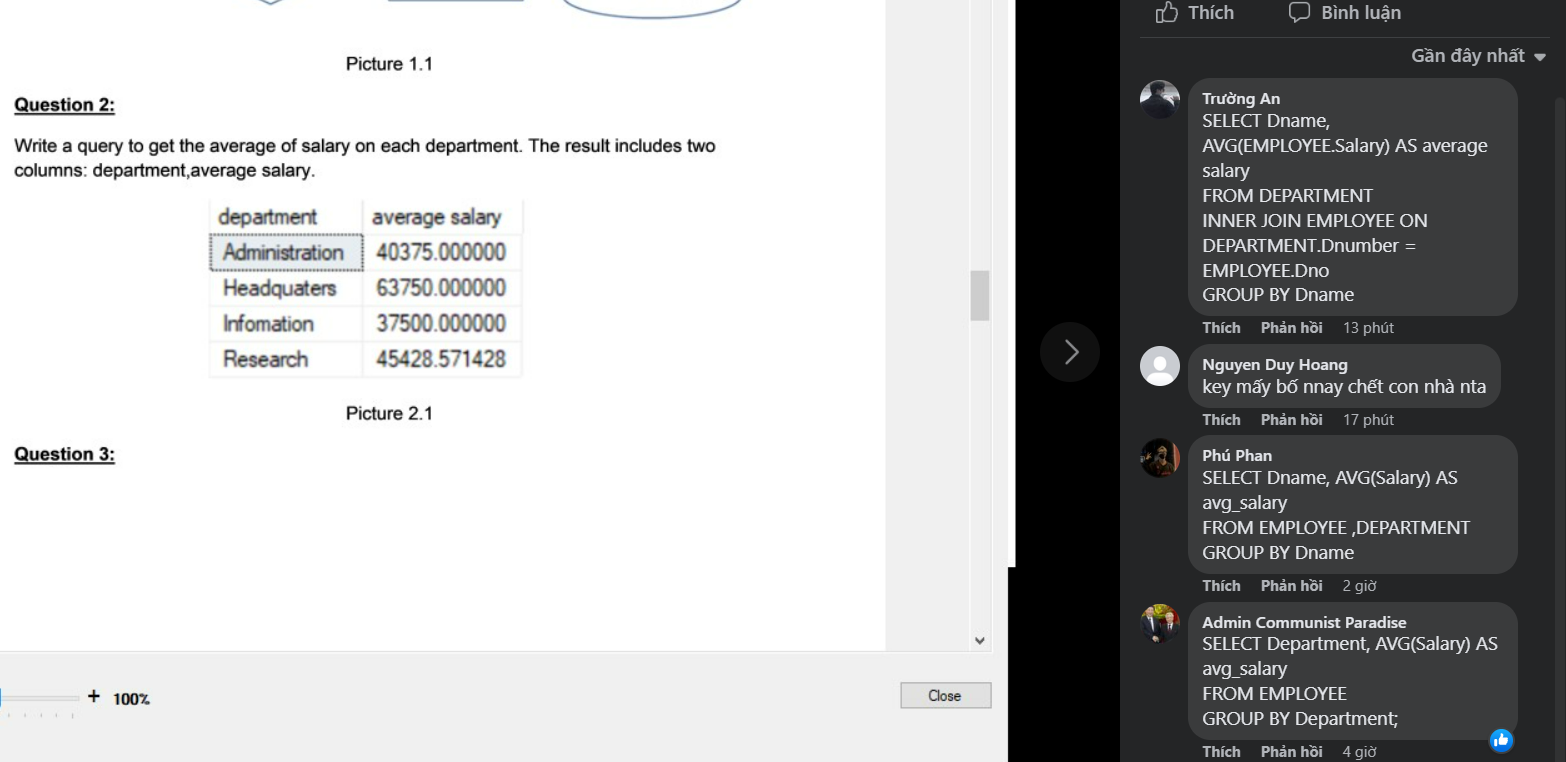 Picture 1.1
Question 2:
Write a query to get the average of salary on each department. The result includes two
columns: department,average salary.
department average salary
Administration 40375.000000
Headquaters 63750.000000
Infomation 37500.000000
Research 45428.571428
Picture 2.1
Question 3:
+ 100%
Close
Thích Bình luận
Gần đây nhất
Trường An
SELECT Dname,
AVG(EMPLOYEE.Salary) AS average
salary
FROM DEPARTMENT
INNER JOIN EMPLOYEE ON
DEPARTMENT.Dnumber =
EMPLOYEE.Dno
GROUP BY Dname
Thích Phản hồi 13 phút
Nguyen Duy Hoang
key mấy bố nnay chết con nhà nta
Thích Phản hồi 17 phút
Phú Phan
SELECT Dname, AVG(Salary) AS
avg_salary
FROM EMPLOYEE ,DEPARTMENT
GROUP BY Dname
Thích Phản hồi 2 giờ
Admin Communist Paradise
SELECT Department, AVG(Salary) AS
avg_salary
FROM EMPLOYEE
GROUP BY Department;
Thích Phản hồi 4 giờ